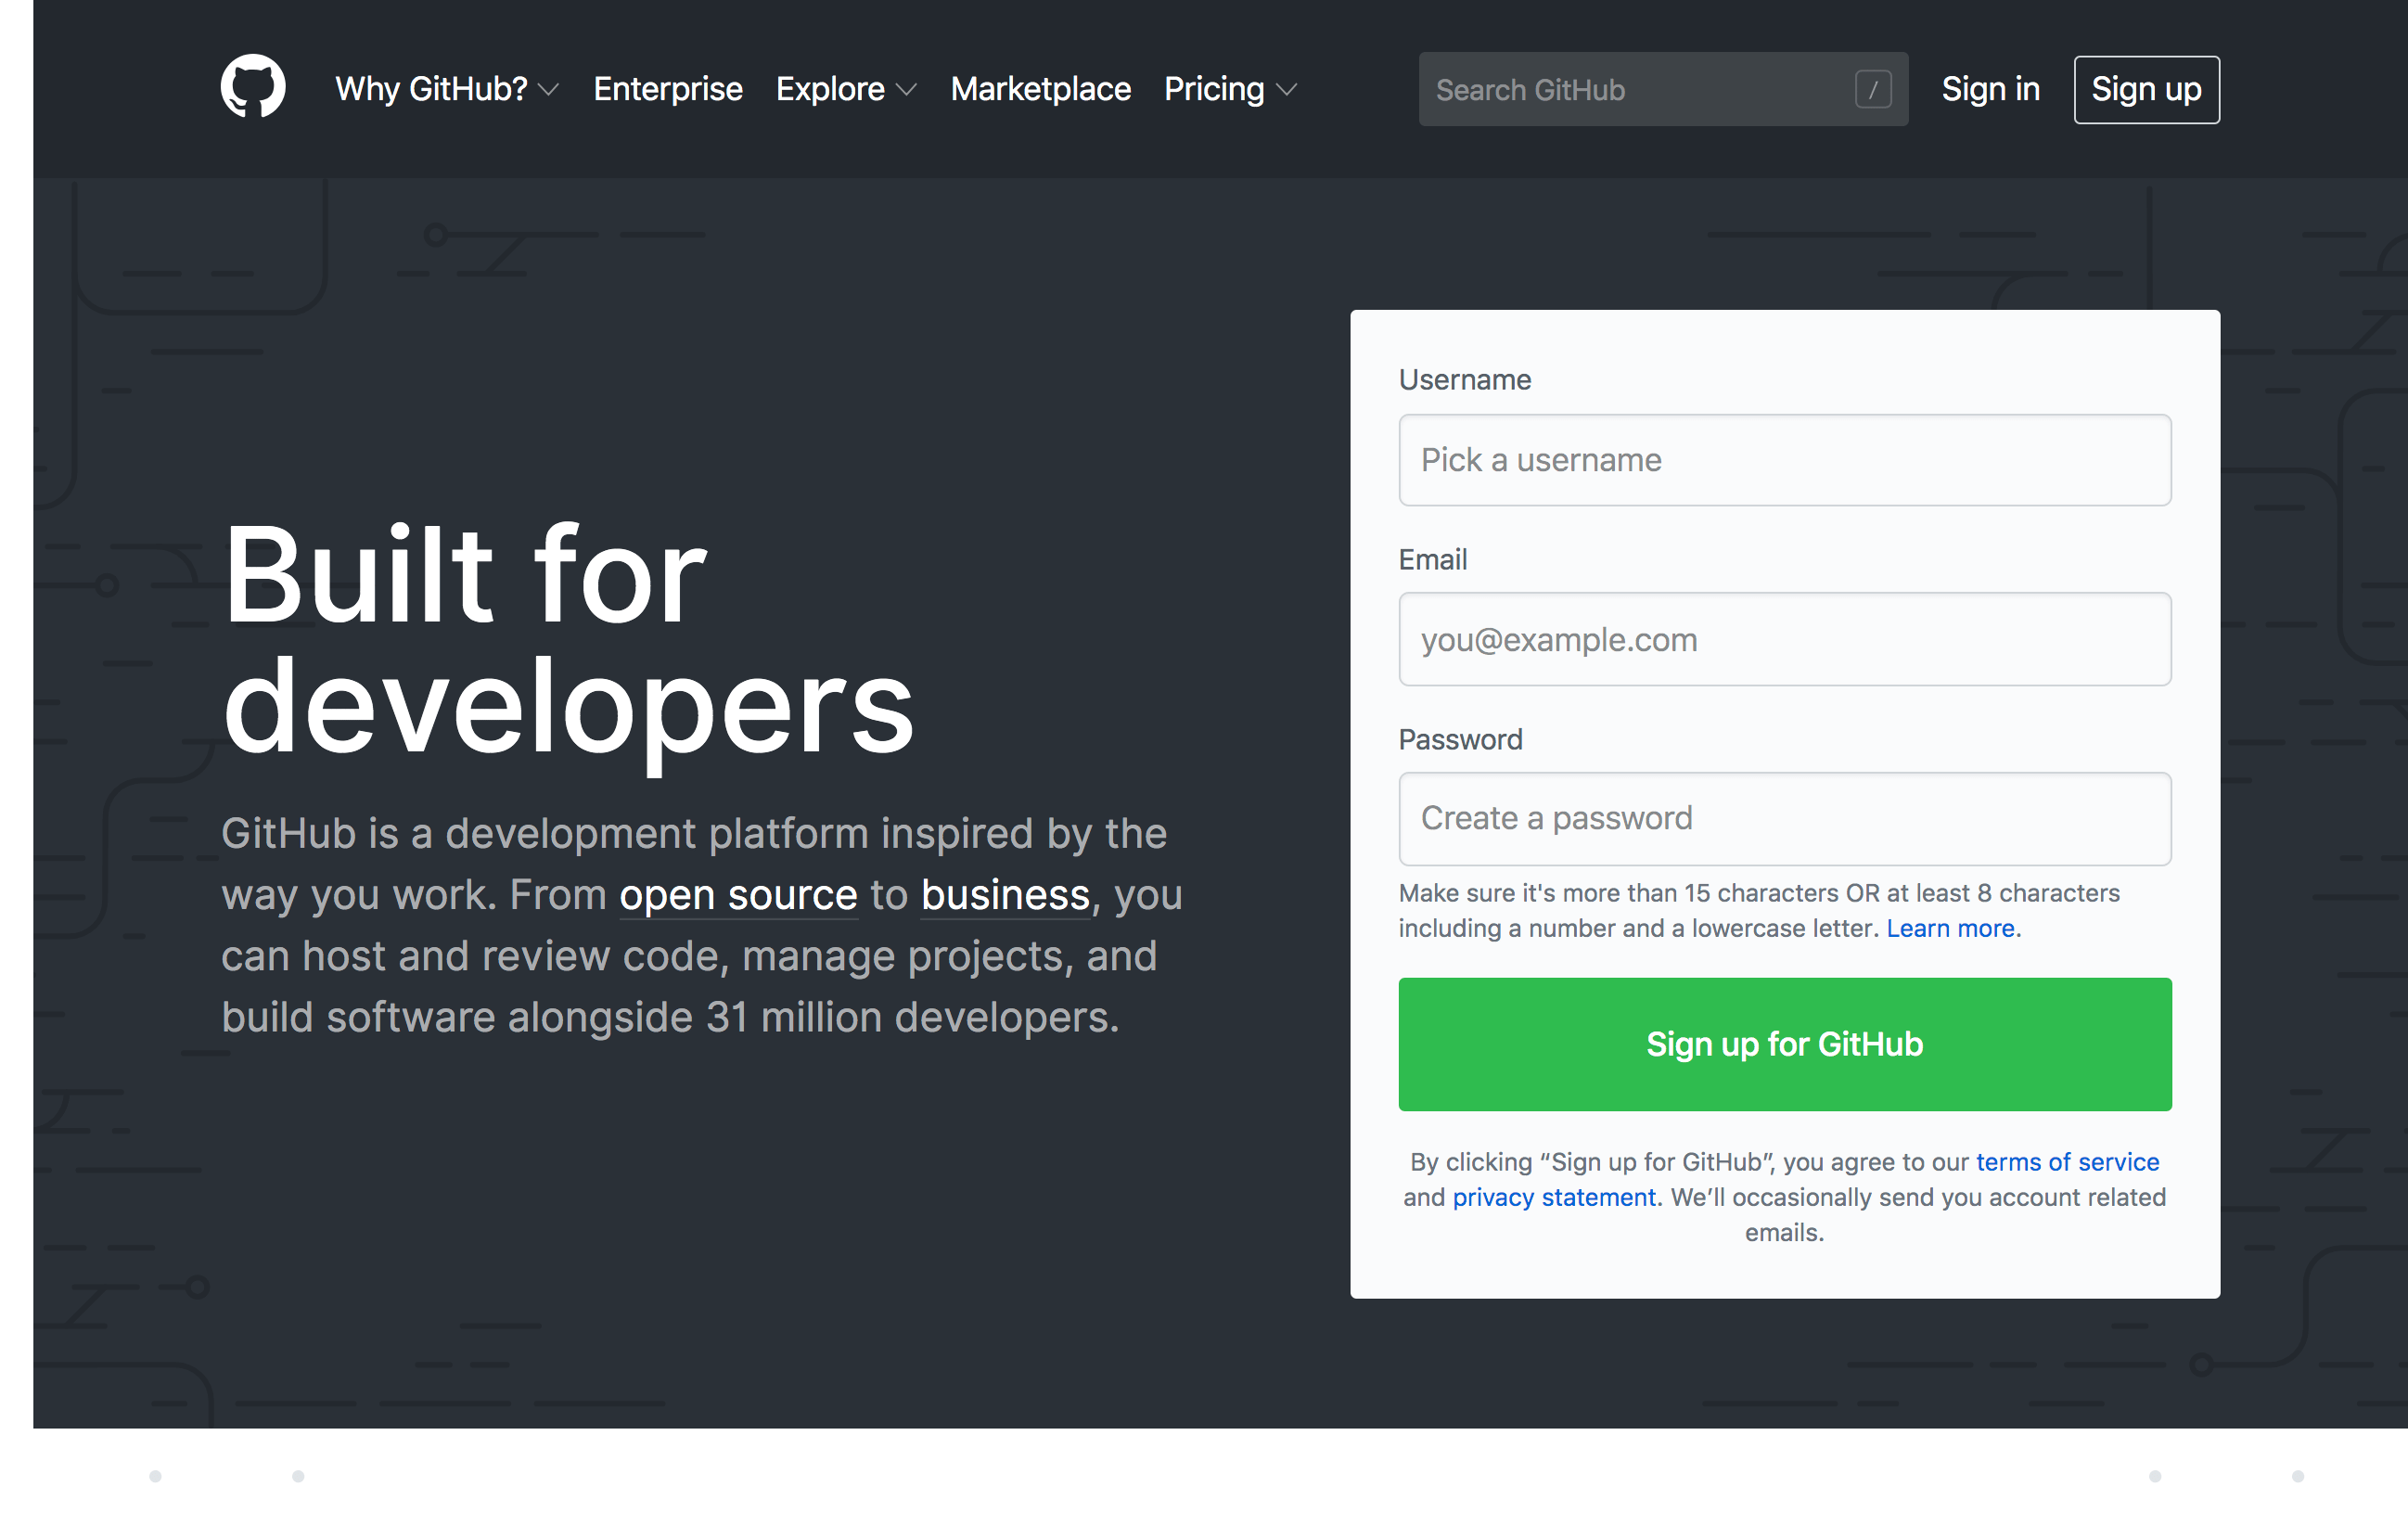 Why GitHub? Enterprise Explore Marketplace Pricing Search GitHub / Sign in Sign up
Built for
developers
GitHub is a development platform inspired by the
way you work. From open source to business, you
can host and review code, manage projects, and
build software alongside 31 million developers.
Username
Pick a username
Email
you@example.com
Password
Create a password
Make sure it's more than 15 characters OR at least 8 characters
including a number and a lowercase letter. Learn more.
Sign up for GitHub
By clicking “Sign up for GitHub”, you agree to our terms of service
and privacy statement. We’ll occasionally send you account related
emails.